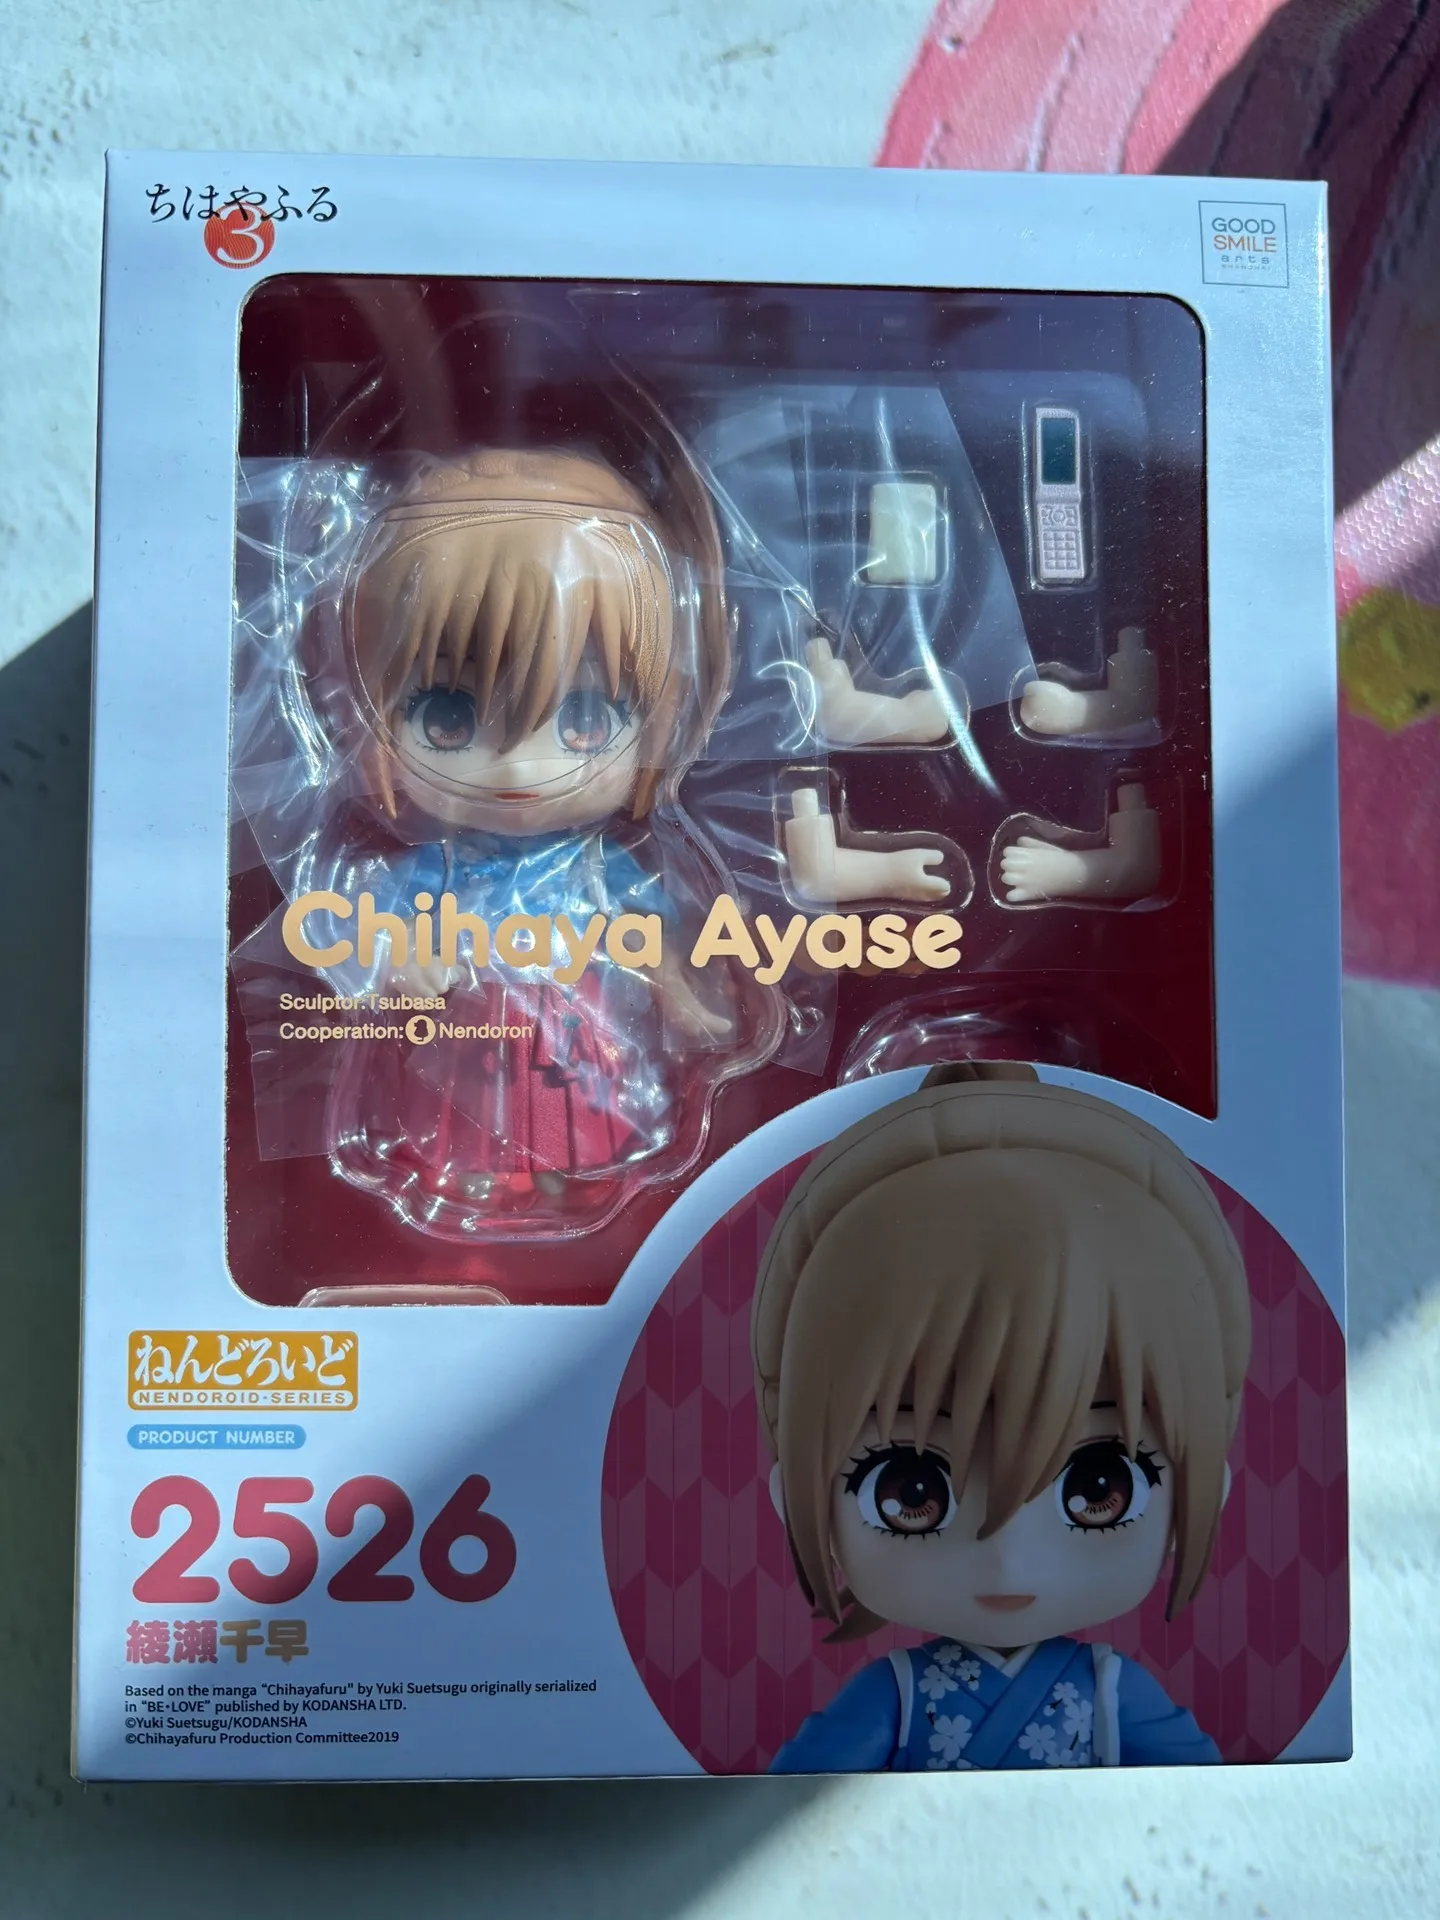 ちはやふる
3
GOOD
SMILE
arts
SHANGHAI
Chihaya Ayase
Sculptor:Tsubasa
Cooperation: Nendoron
ねんどろいど
NENDOROID·SERIES
PRODUCT NUMBER
2526
綾瀬千早
Based on the manga “Chihayafuru” by Yuki Suetsugu originally serialized
in “BE•LOVE” published by KODANSHA LTD.
©Yuki Suetsugu/KODANSHA
©Chihayafuru Production Committee2019